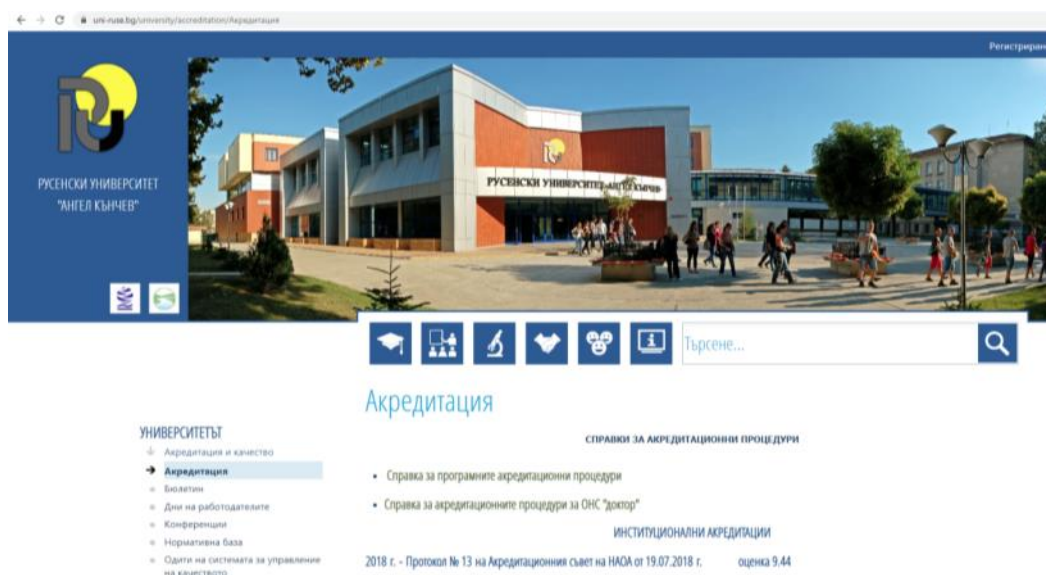 uni-ruse.bg/university/accreditation/Акредитация
РУСЕНСКИ УНИВЕРСИТЕТ
"АНГЕЛ КЪНЧЕВ"
РУСЕНСКИ УНИВЕРСИТЕТ "АНГЕЛ КЪНЧЕВ"
Търсене...
Акредитация
УНИВЕРСИТЕТЪТ
Акредитация и качество
Акредитация
Бюлетин
Дни на работодателите
Конференции
Нормативна база
Одити на системата за управление
на качеството
СПРАВКИ ЗА АКРЕДИТАЦИОННИ ПРОЦЕДУРИ
Справка за програмните акредитационни процедури
Справка за акредитационните процедури за ОНС "доктор"
ИНСТИТУЦИОНАЛНИ АКРЕДИТАЦИИ
2018 г. - Протокол № 13 на Акредитационния съвет на НАОА от 19.07.2018 г. оценка 9.44